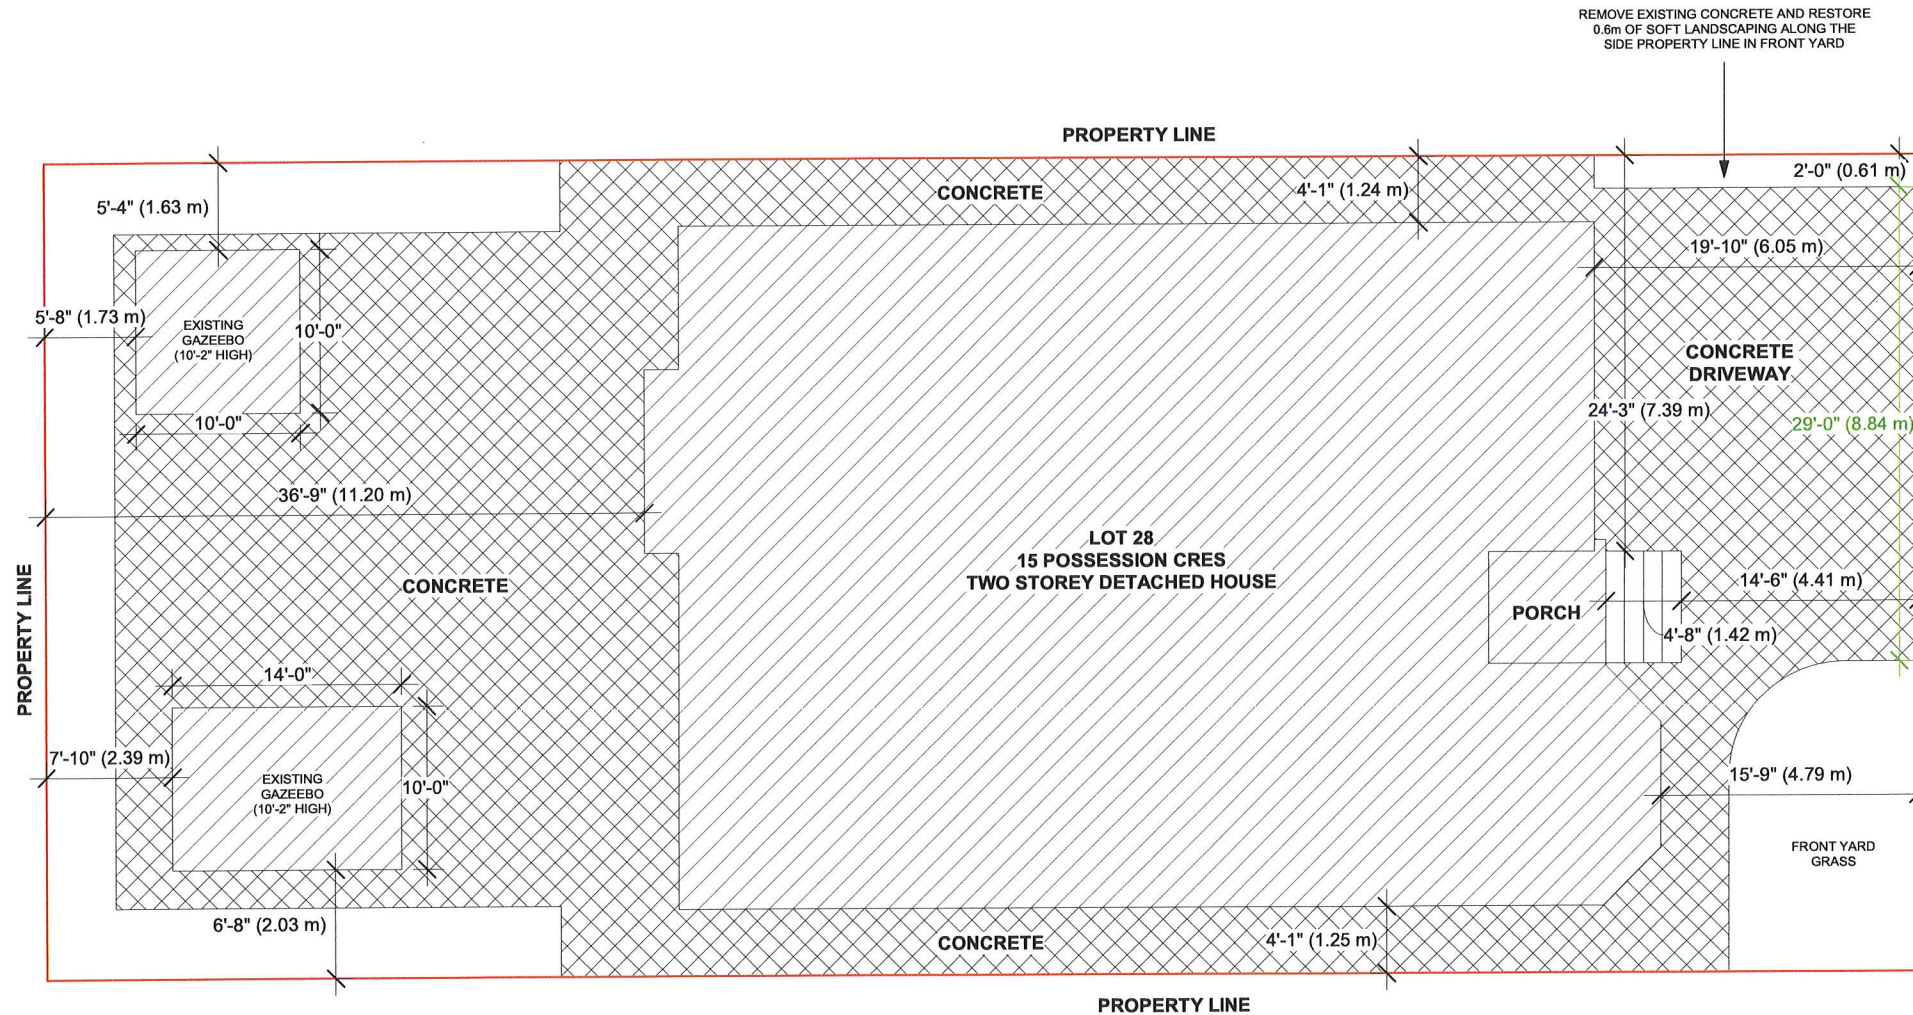 REMOVE EXISTING CONCRETE AND RESTORE
0.6m OF SOFT LANDSCAPING ALONG THE
SIDE PROPERTY LINE IN FRONT YARD
PROPERTY LINE
2'-0" (0.61 m)
5'-4" (1.63 m)
CONCRETE
4'-1" (1.24 m)
19'-10" (6.05 m)
5'-8" (1.73 m)
EXISTING
GAZEEBO
(10'-2" HIGH)
10'-0"
10'-0"
CONCRETE
DRIVEWAY
24'-3" (7.39 m)
29'-0" (8.84 m)
36'-9" (11.20 m)
LOT 28
15 POSSESSION CRES
TWO STOREY DETACHED HOUSE
CONCRETE
PORCH
14'-6" (4.41 m)
4'-8" (1.42 m)
PROPERTY LINE
14'-0"
7'-10" (2.39 m)
EXISTING
GAZEEBO
(10'-2" HIGH)
10'-0"
15'-9" (4.79 m)
FRONT YARD
GRASS
6'-8" (2.03 m)
CONCRETE
4'-1" (1.25 m)
PROPERTY LINE